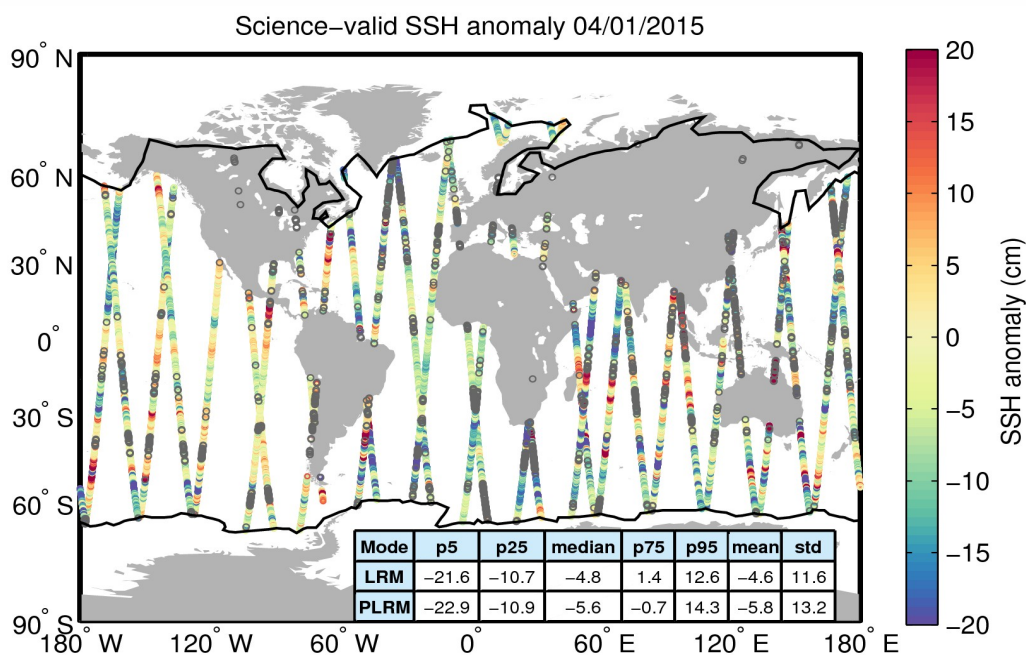 Science−valid SSH anomaly 04/01/2015
90° N
60° N
30° N
0°
30° S
60° S
90° S
180° W
120° W
60° W
0°
60° E
120° E
180° E
20
15
10
5
0
−5
−10
−15
−20
SSH anomaly (cm)
Mode p5 p25 median p75 p95 mean std
LRM −21.6 −10.7 −4.8 1.4 12.6 −4.6 11.6
PLRM −22.9 −10.9 −5.6 −0.7 14.3 −5.8 13.2